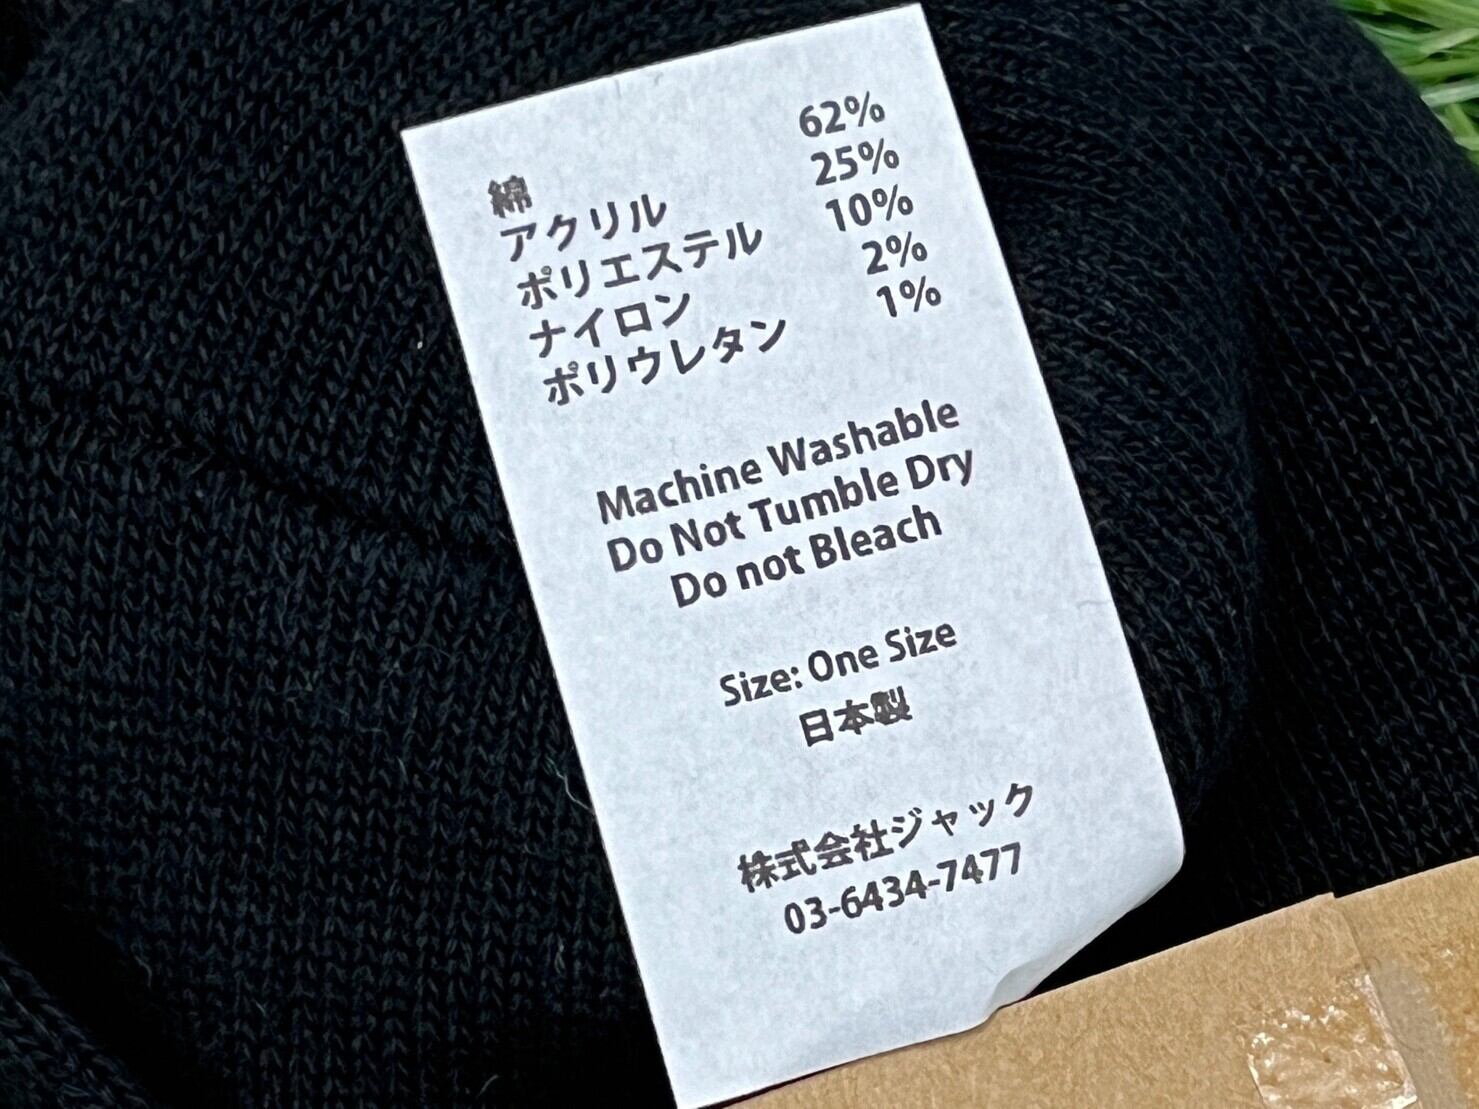 綿 62%
アクリル 25%
ポリエステル 10%
ナイロン 2%
ポリウレタン 1%
Machine Washable
Do Not Tumble Dry
Do not Bleach
Size: One Size
日本製
株式会社ジャック
03-6434-7477